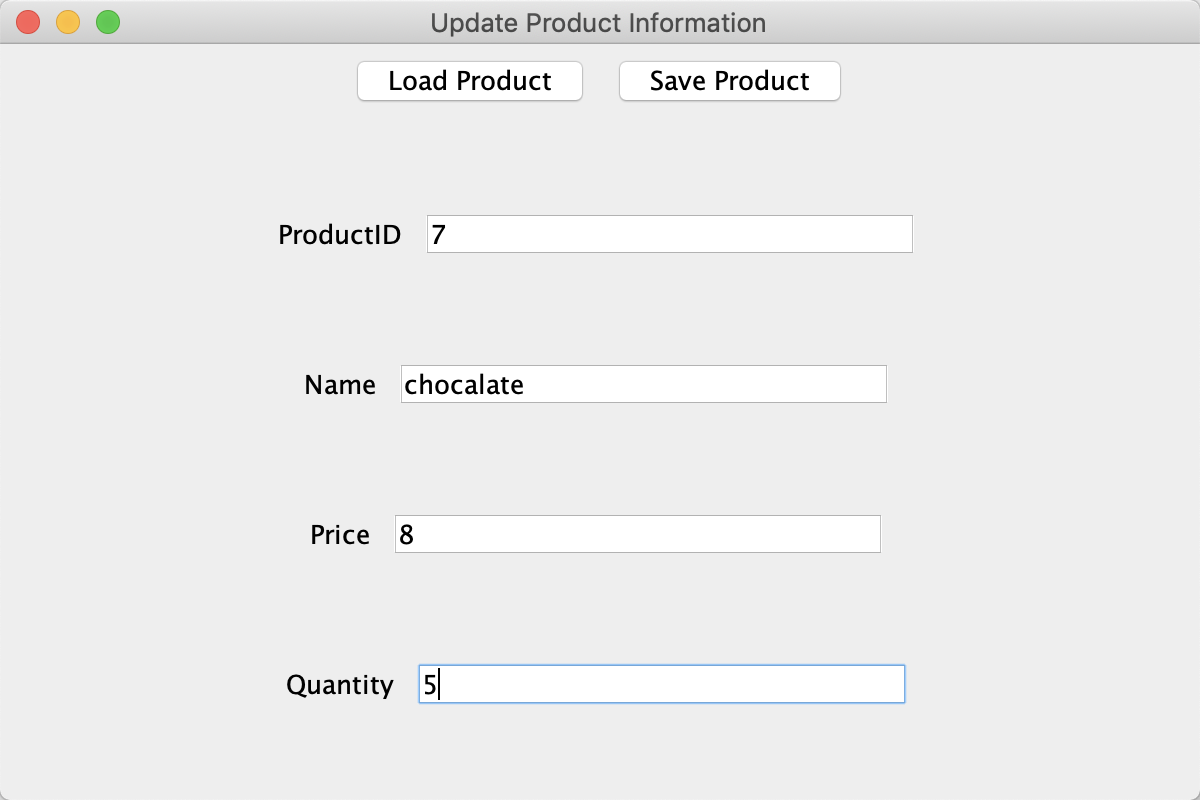 Update Product Information
Load Product Save Product
ProductID 7
Name chocalate
Price 8
Quantity 5